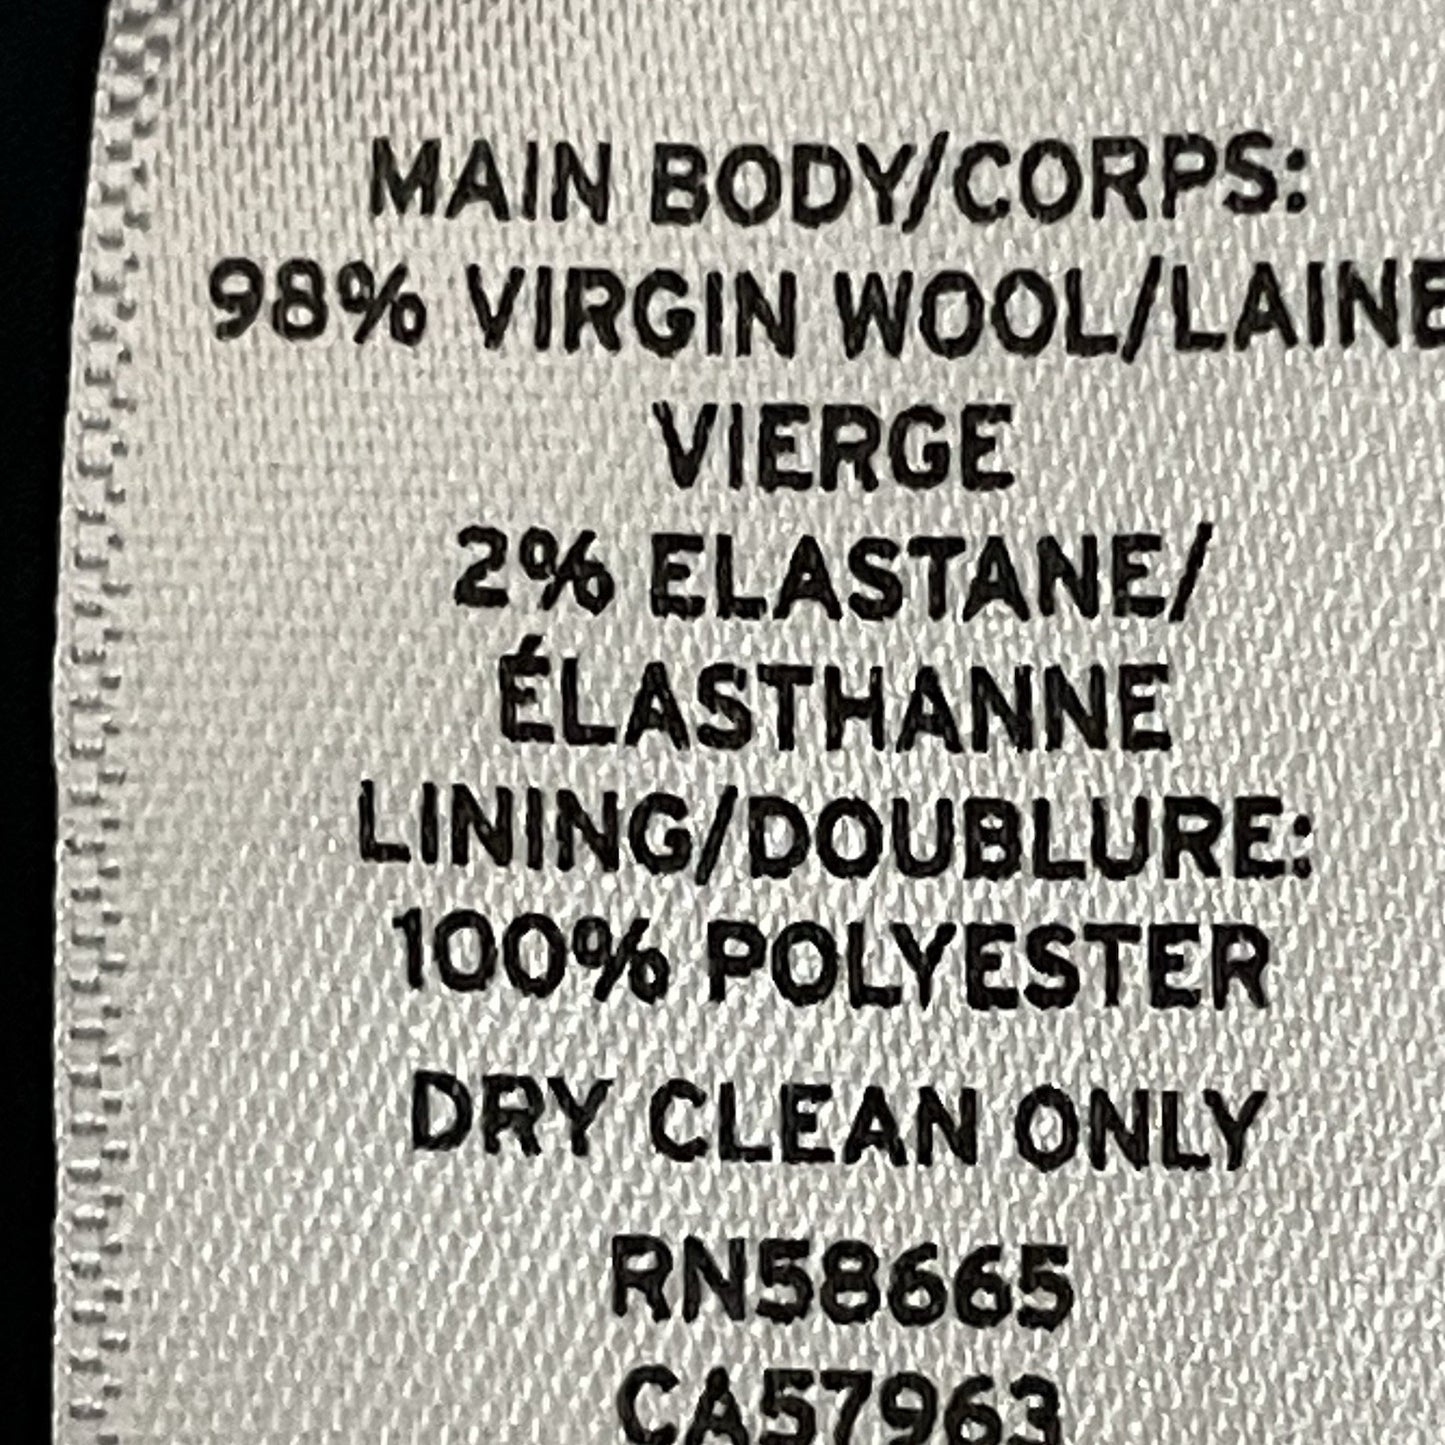 MAIN BODY/CORPS:
98% VIRGIN WOOL/LAINE
VIERGE
2% ELASTANE/
ÉLASTHANNE
LINING/DOUBLURE:
100% POLYESTER
DRY CLEAN ONLY
RN58665
CA57963